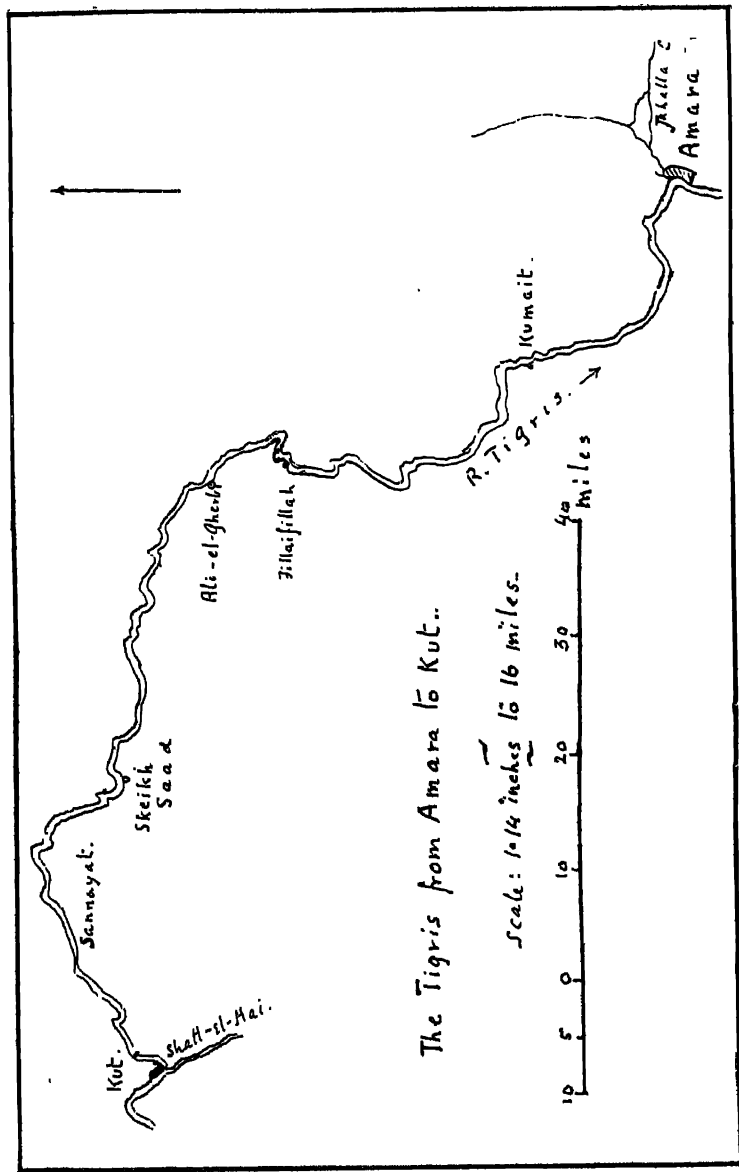 Kut.
Shatt-el-Hai.
Sannayat.
Skeikh
Saad
Ali-el-Gherbi
Fillaifillah
R. Tigris.
Kumait.
Amara
The Tigris from Amara to Kut..
Scale: 1·14 inches to 16 miles.
10 5 0 10 20 30 40
miles